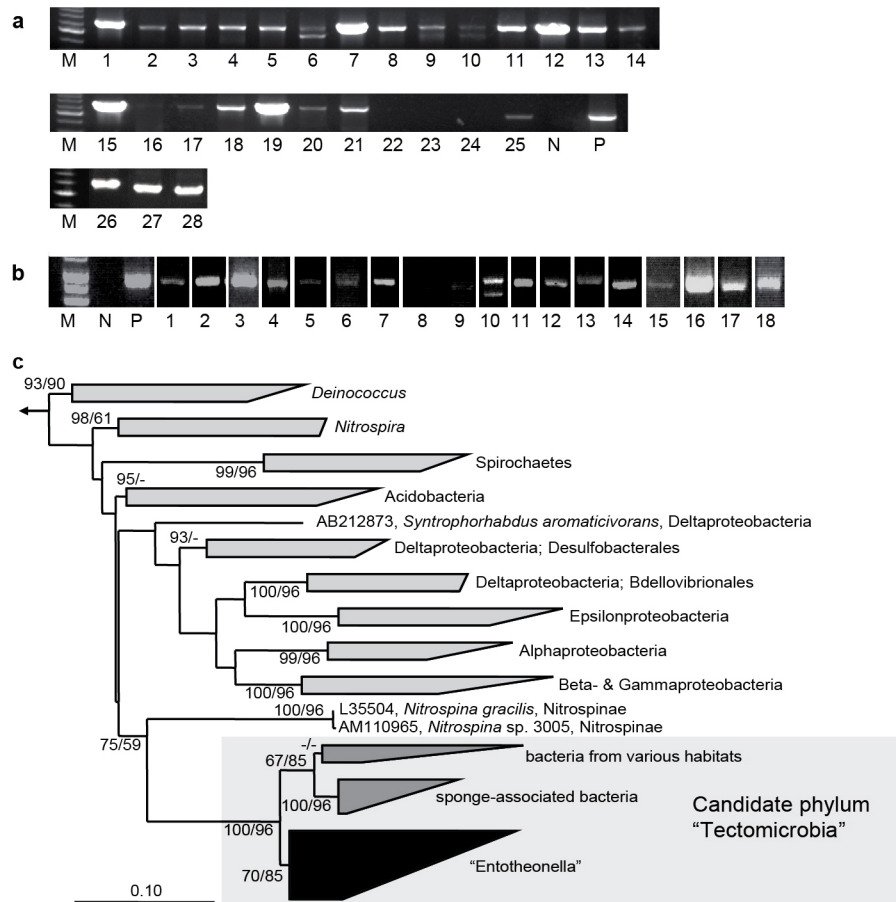 a
M 1 2 3 4 5 6 7 8 9 10 11 12 13 14
M 15 16 17 18 19 20 21 22 23 24 25 N P
M 26 27 28
b
M N P 1 2 3 4 5 6 7 8 9 10 11 12 13 14 15 16 17 18
c
93/90
Deinococcus
98/61
Nitrospira
99/96
Spirochaetes
95/-
Acidobacteria
AB212873, Syntrophorhabdus aromaticivorans, Deltaproteobacteria
93/-
Deltaproteobacteria; Desulfobacterales
100/96
Deltaproteobacteria; Bdellovibrionales
100/96
Epsilonproteobacteria
99/96
Alphaproteobacteria
100/96
Beta- & Gammaproteobacteria
100/96
L35504, Nitrospina gracilis, Nitrospinae
AM110965, Nitrospina sp. 3005, Nitrospinae
75/59
-/-
67/85
bacteria from various habitats
100/96
sponge-associated bacteria
Candidate phylum
“Tectomicrobia”
100/96
70/85
“Entotheonella”
0.10